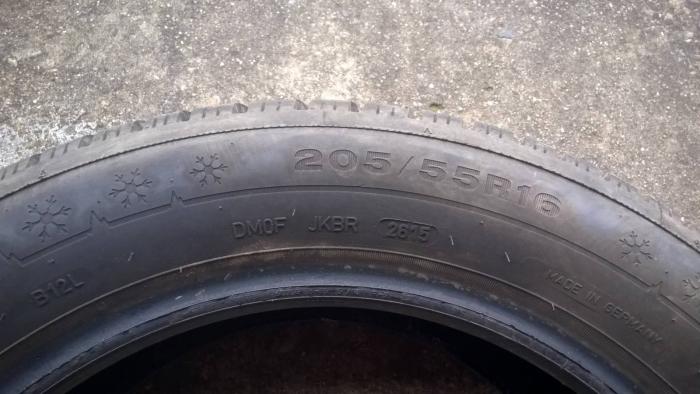 205/55R16
DM0F JKBR 2615
B12L
MADE IN GERMANY